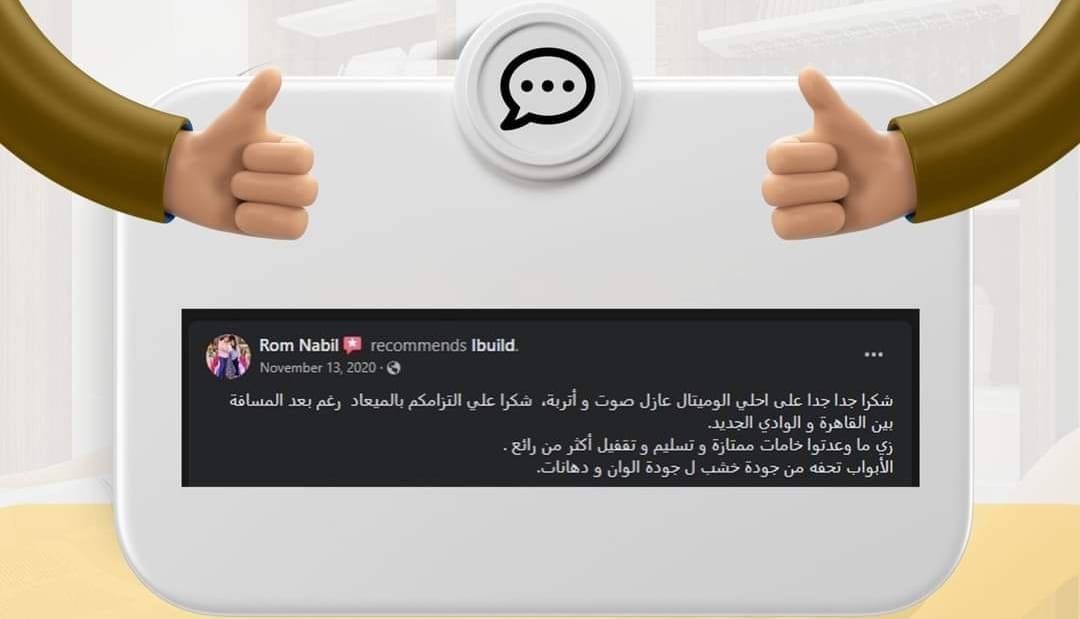 Rom Nabil recommends Ibuild.
November 13, 2020 ·
شكرا جدا جدا على احلي الوميتال عازل صوت و أتربة، شكرا علي التزامكم بالميعاد رغم بعد المسافة
بين القاهرة و الوادي الجديد.
زي ما وعدتوا خامات ممتازة و تسليم و تقفيل أكثر من رائع .
الأبواب تحفه من جودة خشب ل جودة الوان و دهانات.